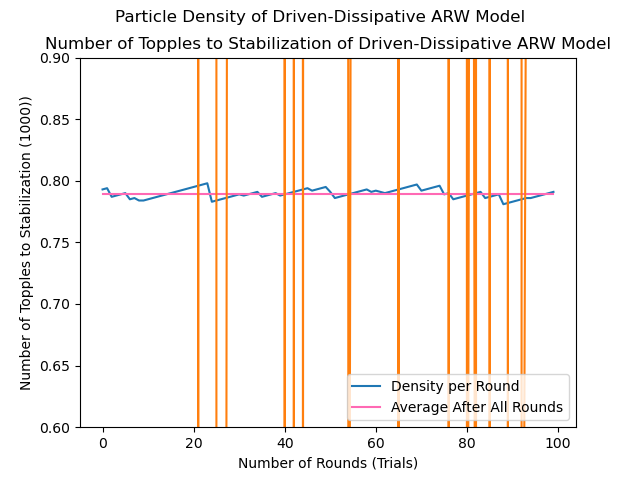 Particle Density of Driven-Dissipative ARW Model
Number of Topples to Stabilization of Driven-Dissipative ARW Model
Number of Topples to Stabilization (1000))
0.90
0.85
0.80
0.75
0.70
0.65
0.60
Density per Round
Average After All Rounds
0 20 40 60 80 100
Number of Rounds (Trials)